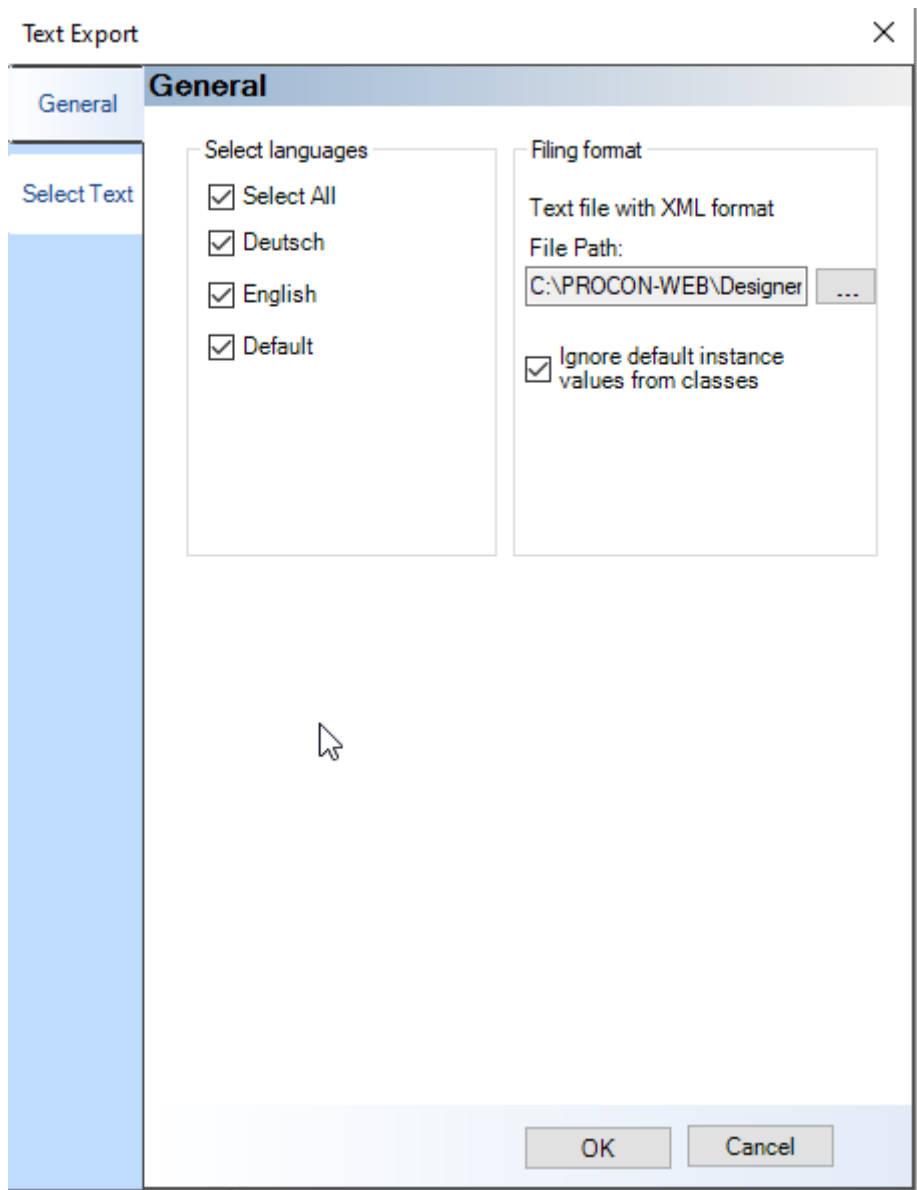 Text Export
General
General
Select Text
Select languages
Select All
Deutsch
English
Default
Filing format
Text file with XML format
File Path:
C:\PROCON-WEB\Designer
...
Ignore default instance
values from classes
OK
Cancel